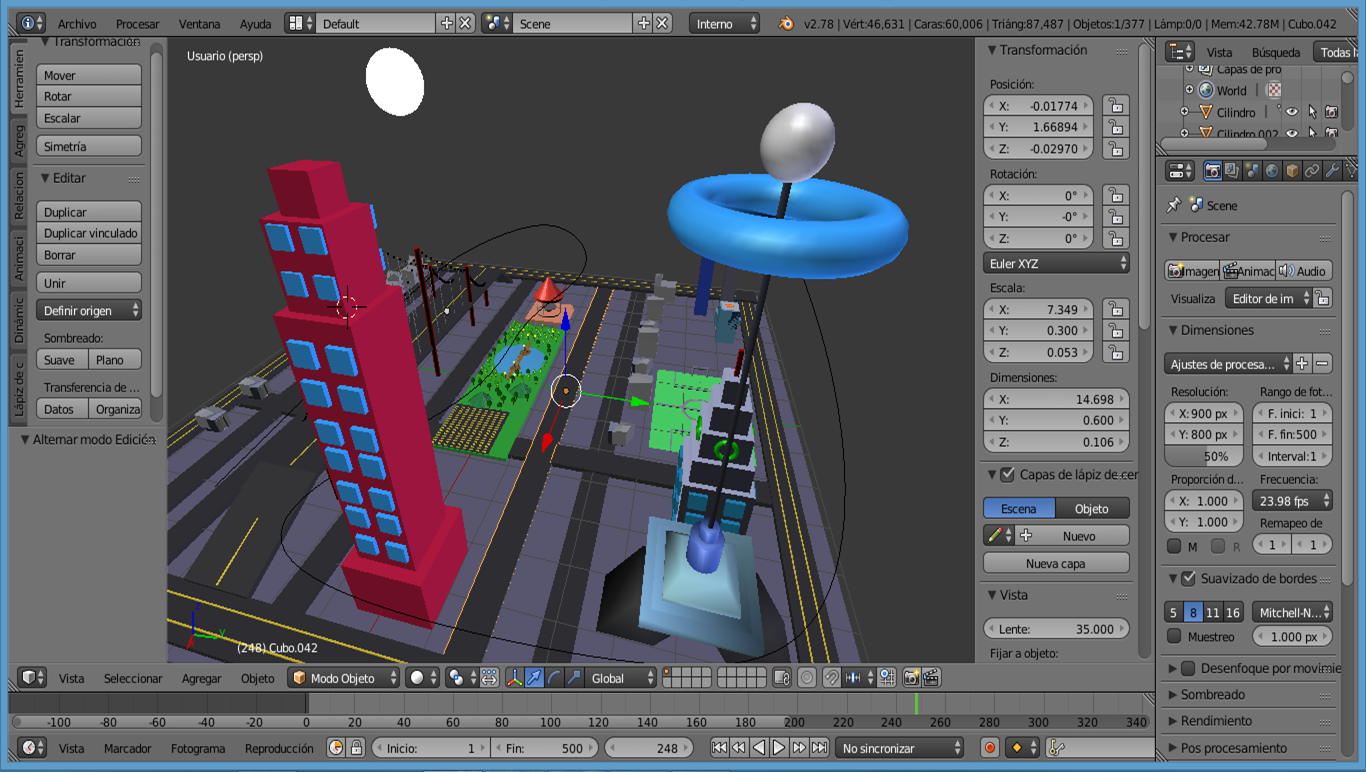 Archivo Procesar Ventana Ayuda Default Scene Interno v2.78 | Vért:46,631 | Caras:60,006 | Triáng:87,487 | Objetos:1/377 | Lámp:0/0 | Mem:42.78M | Cubo.042
Herramien
Agreg
Relacion
Animaci
Dinámic
Lápiz de c
Transformación
Mover
Rotar
Escalar
Simetría
Editar
Duplicar
Duplicar vinculado
Borrar
Unir
Definir origen
Sombreado:
Suave Plano
Transferencia de ...
Datos Organiza
Alternar modo Edición
Usuario (persp)
(248) Cubo.042
Transformación
Posición:
X: -0.01774
Y: 1.66894
Z: -0.02970
Rotación:
X: 0°
Y: -0°
Z: 0°
Euler XYZ
Escala:
X: 7.349
Y: 0.300
Z: 0.053
Dimensiones:
X: 14.698
Y: 0.600
Z: 0.106
Capas de lápiz de cer
Escena Objeto
Nuevo
Nueva capa
Vista
Lente: 35.000
Fijar a objeto:
Vista Búsqueda Todas l
Capas de pro
World
Cilindro
Cilindro.002
Scene
Procesar
Imagen Animac Audio
Visualiza Editor de im
Dimensiones
Ajustes de procesa...
Resolución: Rango de fot...
X: 900 px F. inici: 1
Y: 800 px F. fin:500
50% Interval:1
Proporción d... Frecuencia:
X: 1.000 23.98 fps
Y: 1.000 Remapeo de
M R 1 1
Suavizado de bordes
5 8 11 16 Mitchell-N...
Muestreo 1.000 px
Desenfoque por movimie
Sombreado
Rendimiento
Pos procesamiento
Vista Seleccionar Agregar Objeto Modo Objeto Global
-100 -80 -60 -40 -20 0 20 40 60 80 100 120 140 160 180 200 220 240 260 280 300 320 340
Vista Marcador Fotograma Reproducción Inicio: 1 Fin: 500 248 No sincronizar